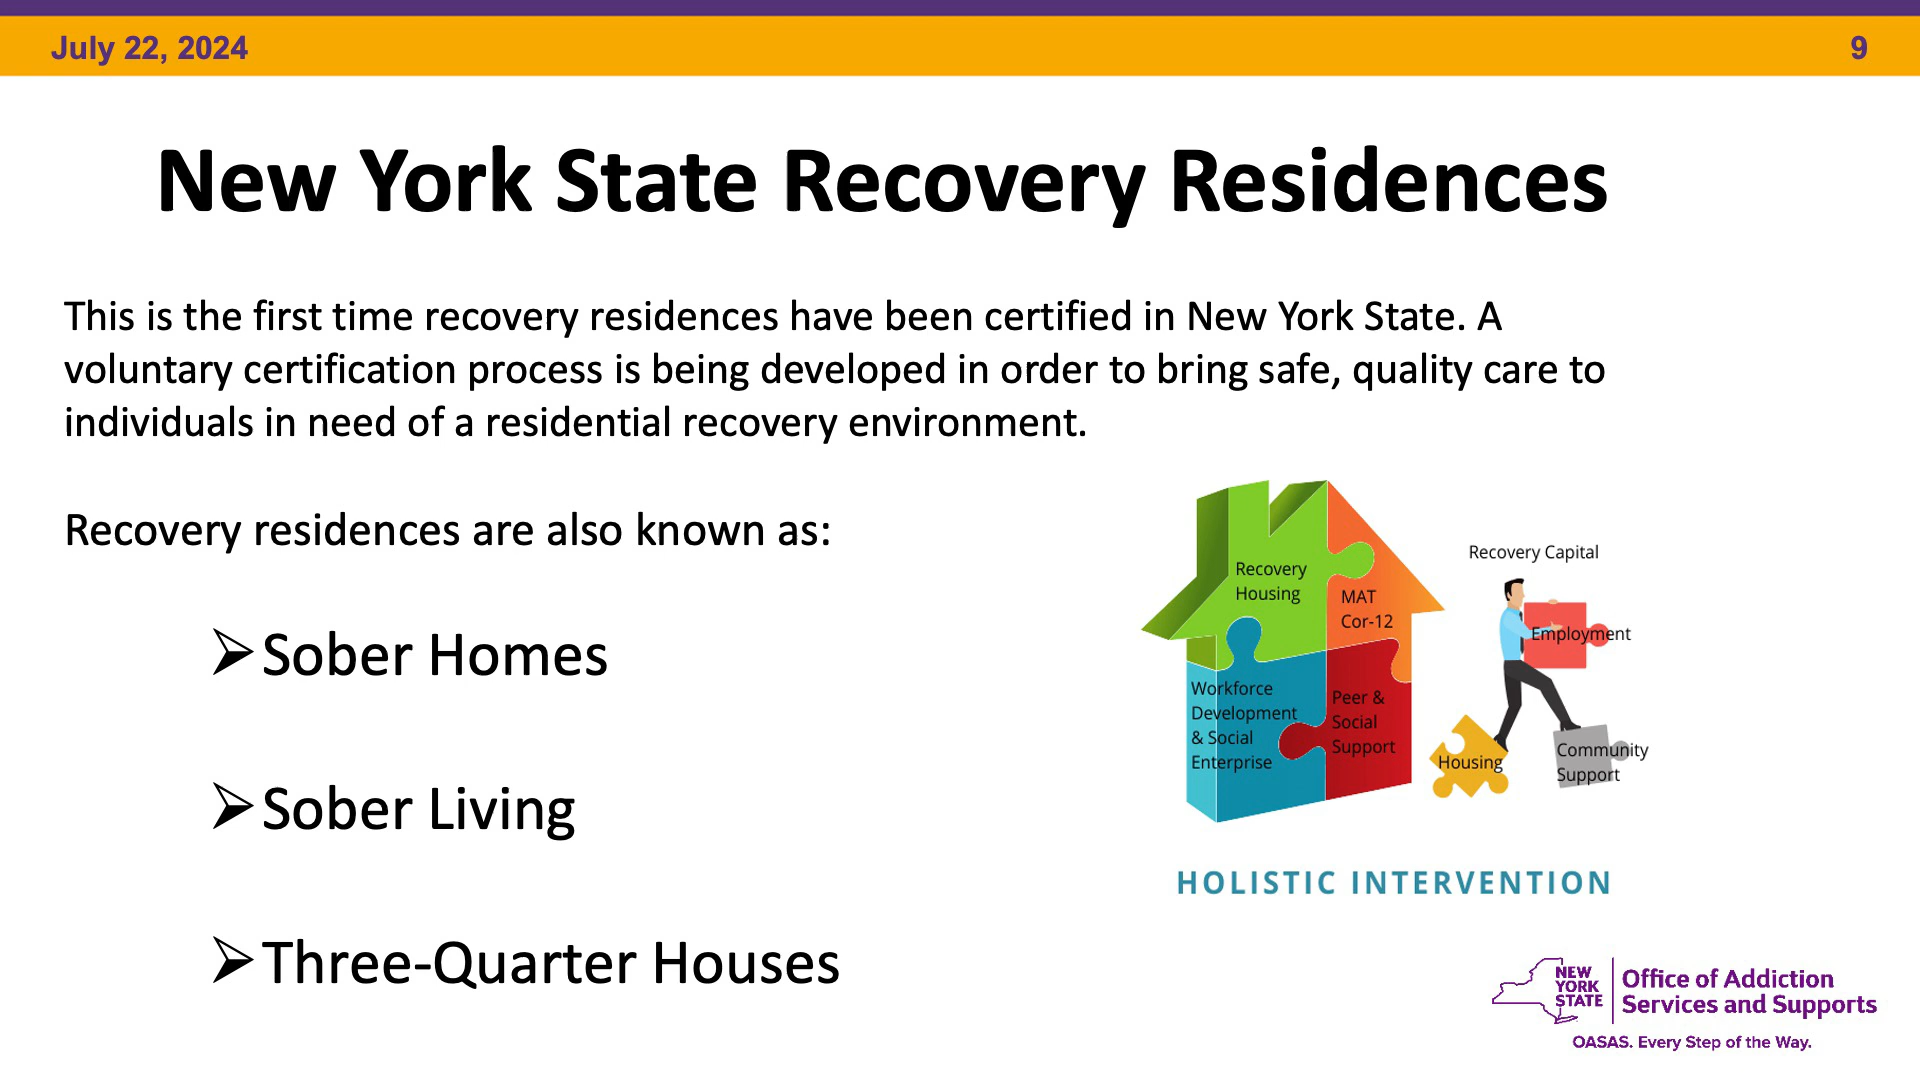 July 22, 2024
9
New York State Recovery Residences
This is the first time recovery residences have been certified in New York State. A
voluntary certification process is being developed in order to bring safe, quality care to
individuals in need of a residential recovery environment.
Recovery residences are also known as:
➢Sober Homes
➢Sober Living
➢Three-Quarter Houses
Recovery
Housing
MAT
Cor-12
Workforce
Development
& Social
Enterprise
Peer &
Social
Support
Recovery Capital
Employment
Housing
Community
Support
HOLISTIC INTERVENTION
NEW
YORK
STATE
Office of Addiction
Services and Supports
OASAS. Every Step of the Way.